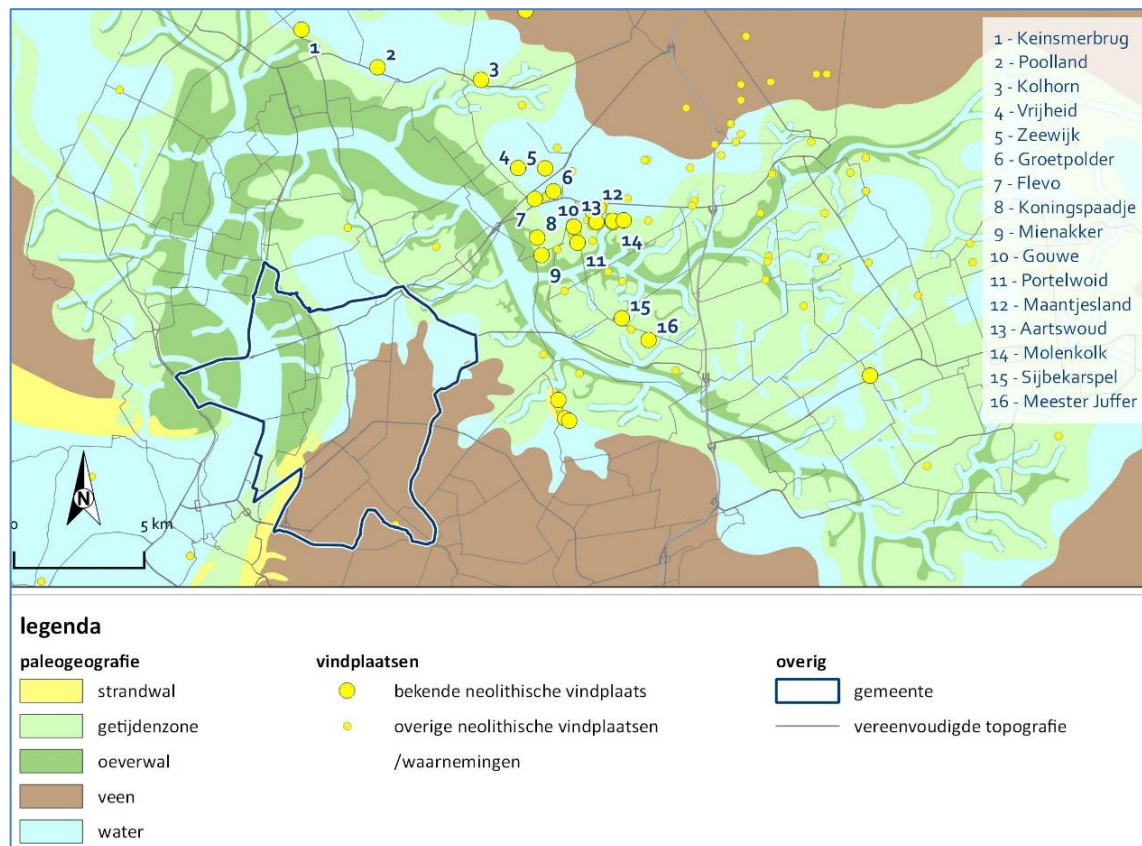 1 - Keinsmerbrug
2 - Poolland
3 - Kolhorn
4 - Vrijheid
5 - Zeewijk
6 - Groetpolder
7 - Flevo
8 - Koningspaadje
9 - Mienakker
10 - Gouwe
11 - Portelwoid
12 - Maantjesland
13 - Aartswoud
14 - Molenkolk
15 - Sijbekarspel
16 - Meester Juffer
1
2
3
4
5
6
7
8
9
10
13
12
14
11
15
16
N
0
5 km
legenda
paleogeografie
strandwal
getijdenzone
oeverwal
veen
water
vindplaatsen
bekende neolithische vindplaats
overige neolithische vindplaatsen
/waarnemingen
overig
gemeente
vereenvoudigde topografie